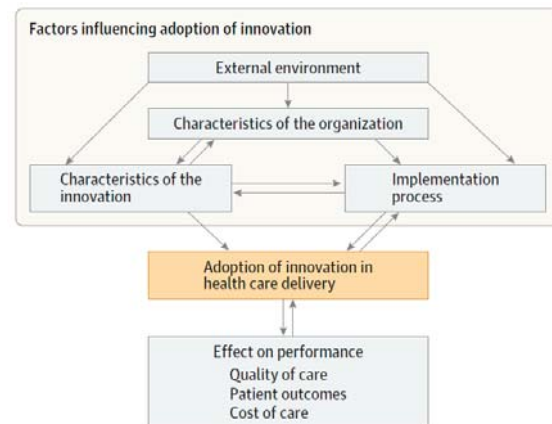 Factors influencing adoption of innovation
External environment
Characteristics of the organization
Characteristics of the
innovation
Implementation
process
Adoption of innovation in
health care delivery
Effect on performance
Quality of care
Patient outcomes
Cost of care